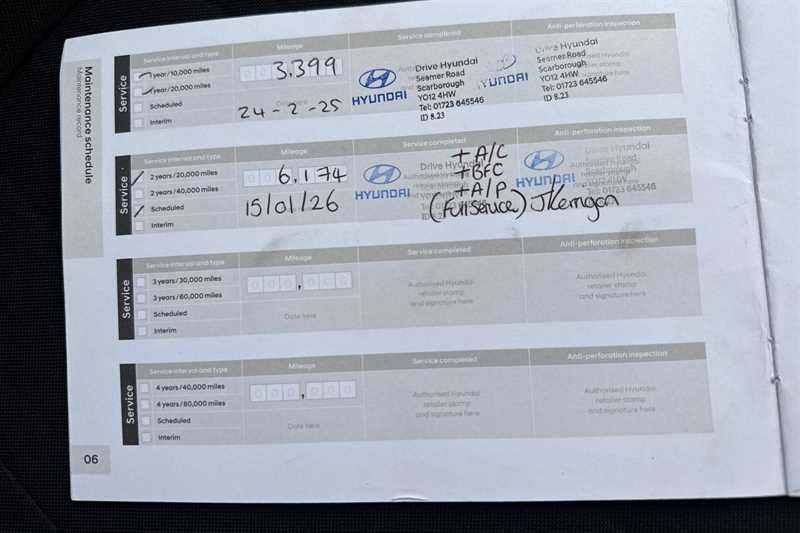 Maintenance schedule
Maintenance record
Service
Service interval and type
Mileage
Service completed
Anti-perforation inspection
year/10,000 miles
year/20,000 miles
Scheduled
Interim
3,399
24-2-25
HYUNDAI
Drive Hyundai
Seamer Road
Scarborough
YO12 4HW
Tel: 01723 645546
ID 8.23
HYUNDAI
Drive Hyundai
Seamer Road
Scarborough
YO12 4HW
Tel: 01723 645546
ID 8.23
Service
Service interval and type
Mileage
Service completed
Anti-perforation inspection
2 years/20,000 miles
2 years/40,000 miles
Scheduled
Interim
6,174
15/01/26
HYUNDAI
Drive Hyundai
+A/C
+BFC
+A/P
(Full Service)
HYUNDAI
01723 645546
Service
Service interval and type
Mileage
Service completed
Anti-perforation inspection
3 years/30,000 miles
3 years/60,000 miles
Scheduled
Interim
000,000
Date here
Authorised Hyundai
retailer stamp
and signature here
Authorised Hyundai
retailer stamp
and signature here
Service
Service interval and type
Mileage
Service completed
Anti-perforation inspection
4 years/40,000 miles
4 years/80,000 miles
Scheduled
Interim
000,000
Date here
Authorised Hyundai
retailer stamp
and signature here
Authorised Hyundai
retailer stamp
and signature here
06